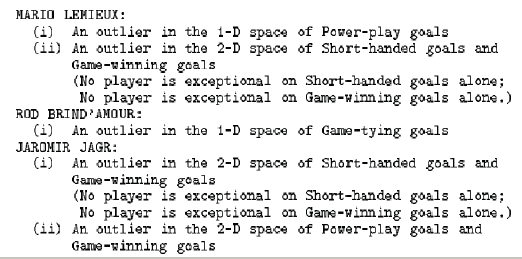 MARIO LEMIEUX:
(i) An outlier in the 1-D space of Power-play goals
(ii) An outlier in the 2-D space of Short-handed goals and
Game-winning goals
(No player is exceptional on Short-handed goals alone;
No player is exceptional on Game-winning goals alone.)
ROD BRIND'AMOUR:
(i) An outlier in the 1-D space of Game-tying goals
JAROMIR JAGR:
(i) An outlier in the 2-D space of Short-handed goals and
Game-winning goals
(No player is exceptional on Short-handed goals alone;
No player is exceptional on Game-winning goals alone.)
(ii) An outlier in the 2-D space of Power-play goals and
Game-winning goals